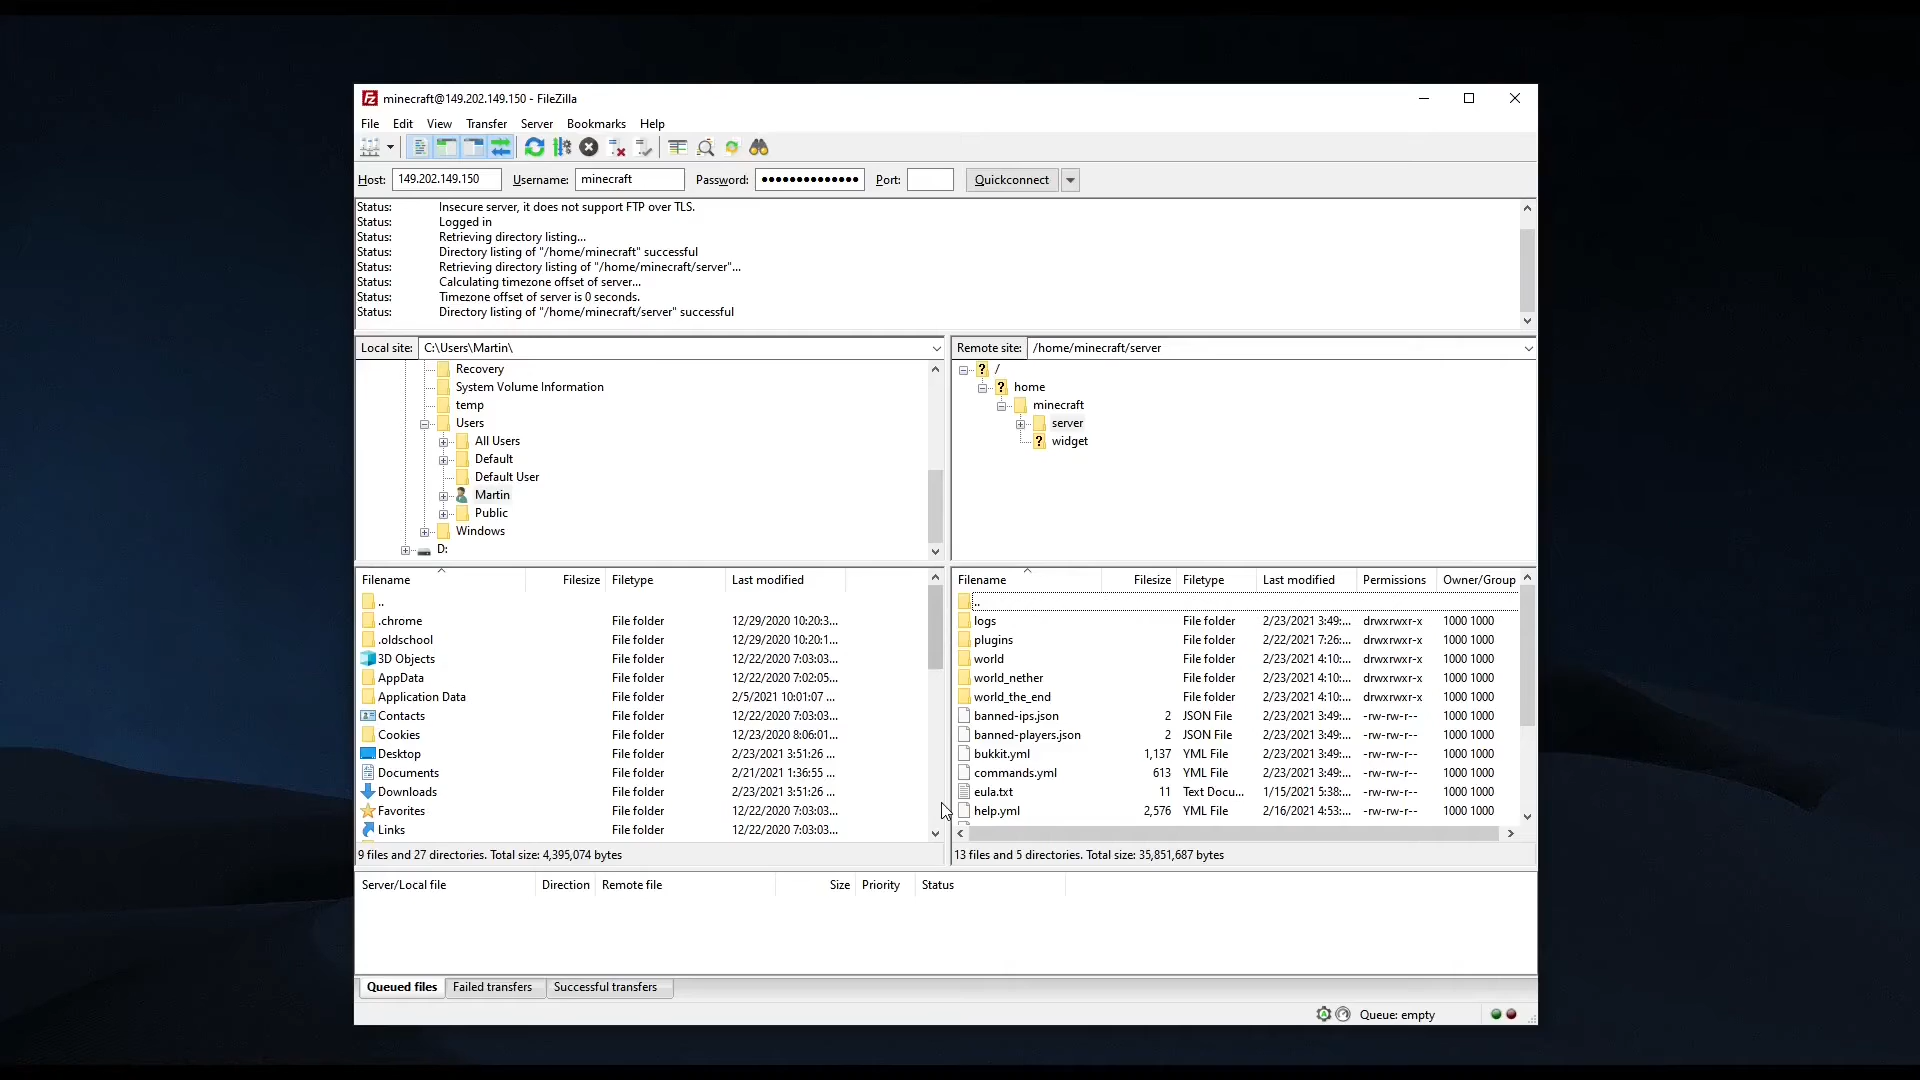 minecraft@149.202.149.150 - FileZilla
File Edit View Transfer Server Bookmarks Help
Host: 149.202.149.150 Username: minecraft Password: ●●●●●●●●●●●●●● Port: Quickconnect
Status: Insecure server, it does not support FTP over TLS.
Status: Logged in
Status: Retrieving directory listing...
Status: Directory listing of "/home/minecraft" successful
Status: Retrieving directory listing of "/home/minecraft/server"...
Status: Calculating timezone offset of server...
Status: Timezone offset of server is 0 seconds.
Status: Directory listing of "/home/minecraft/server" successful
Local site: C:\Users\Martin\
Recovery
System Volume Information
temp
Users
All Users
Default
Default User
Martin
Public
Windows
D:
Remote site: /home/minecraft/server
/
home
minecraft
server
widget
Filename Filesize Filetype Last modified
..
.chrome File folder 12/29/2020 10:20:3...
.oldschool File folder 12/29/2020 10:20:1...
3D Objects File folder 12/22/2020 7:03:03...
AppData File folder 12/22/2020 7:02:05...
Application Data File folder 2/5/2021 10:01:07 ...
Contacts File folder 12/22/2020 7:03:03...
Cookies File folder 12/23/2020 8:06:01...
Desktop File folder 2/23/2021 3:51:26 ...
Documents File folder 2/21/2021 1:36:55 ...
Downloads File folder 2/23/2021 3:51:26 ...
Favorites File folder 12/22/2020 7:03:03...
Links File folder 12/22/2020 7:03:03...
9 files and 27 directories. Total size: 4,395,074 bytes
Filename Filesize Filetype Last modified Permissions Owner/Group
..
logs File folder 2/23/2021 3:49:... drwxrwxr-x 1000 1000
plugins File folder 2/22/2021 7:26:... drwxrwxr-x 1000 1000
world File folder 2/23/2021 4:10:... drwxrwxr-x 1000 1000
world_nether File folder 2/23/2021 4:10:... drwxrwxr-x 1000 1000
world_the_end File folder 2/23/2021 4:10:... drwxrwxr-x 1000 1000
banned-ips.json 2 JSON File 2/23/2021 3:49:... -rw-rw-r-- 1000 1000
banned-players.json 2 JSON File 2/23/2021 3:49:... -rw-rw-r-- 1000 1000
bukkit.yml 1,137 YML File 2/23/2021 3:49:... -rw-rw-r-- 1000 1000
commands.yml 613 YML File 2/23/2021 3:49:... -rw-rw-r-- 1000 1000
eula.txt 11 Text Docu... 1/15/2021 5:38:... -rw-rw-r-- 1000 1000
help.yml 2,576 YML File 2/16/2021 4:53:... -rw-rw-r-- 1000 1000
13 files and 5 directories. Total size: 35,851,687 bytes
Server/Local file Direction Remote file Size Priority Status
Queued files Failed transfers Successful transfers
Queue: empty